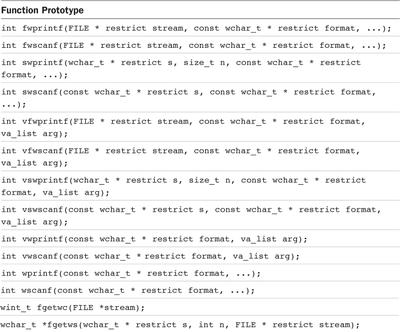 Function Prototype
int fwprintf(FILE * restrict stream, const wchar_t * restrict format, ...);
int fwscanf(FILE * restrict stream, const wchar_t * restrict format, ...);
int swprintf(wchar_t * restrict s, size_t n, const wchar_t * restrict
format, ...);
int swscanf(const wchar_t * restrict s, const wchar_t * restrict format,
...);
int vfwprintf(FILE * restrict stream, const wchar_t * restrict format,
va_list arg);
int vfwscanf(FILE * restrict stream, const wchar_t * restrict format,
va_list arg);
int vswprintf(wchar_t * restrict s, size_t n, const wchar_t * restrict
format, va_list arg);
int vswscanf(const wchar_t * restrict s, const wchar_t * restrict format,
va_list arg);
int vwprintf(const wchar_t * restrict format, va_list arg);
int vwscanf(const wchar_t * restrict format, va_list arg);
int wprintf(const wchar_t * restrict format, ...);
int wscanf(const wchar_t * restrict format, ...);
wint_t fgetwc(FILE *stream);
wchar_t *fgetws(wchar_t * restrict s, int n, FILE * restrict stream);